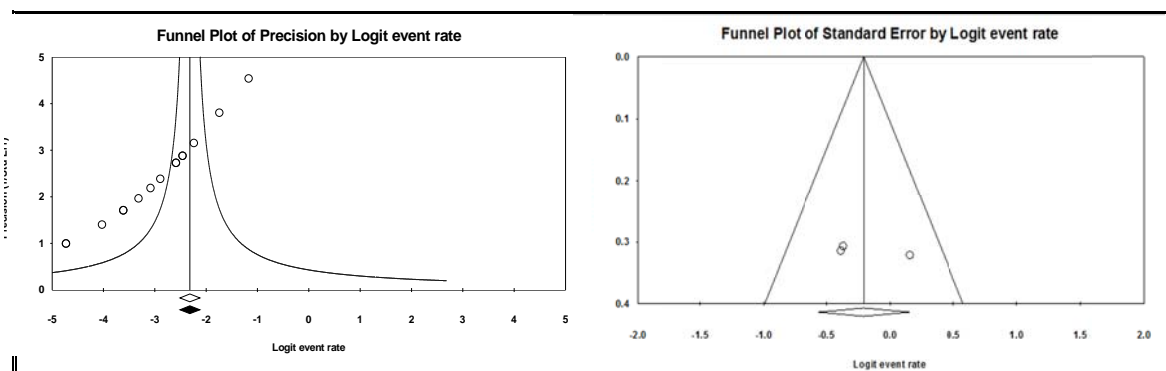 Funnel Plot of Precision by Logit event rate
5
4
3
2
1
0
-5 -4 -3 -2 -1 0 1 2 3 4 5
Logit event rate
Funnel Plot of Standard Error by Logit event rate
0.0
0.1
0.2
0.3
0.4
-2.0 -1.5 -1.0 -0.5 0.0 0.5 1.0 1.5 2.0
Logit event rate